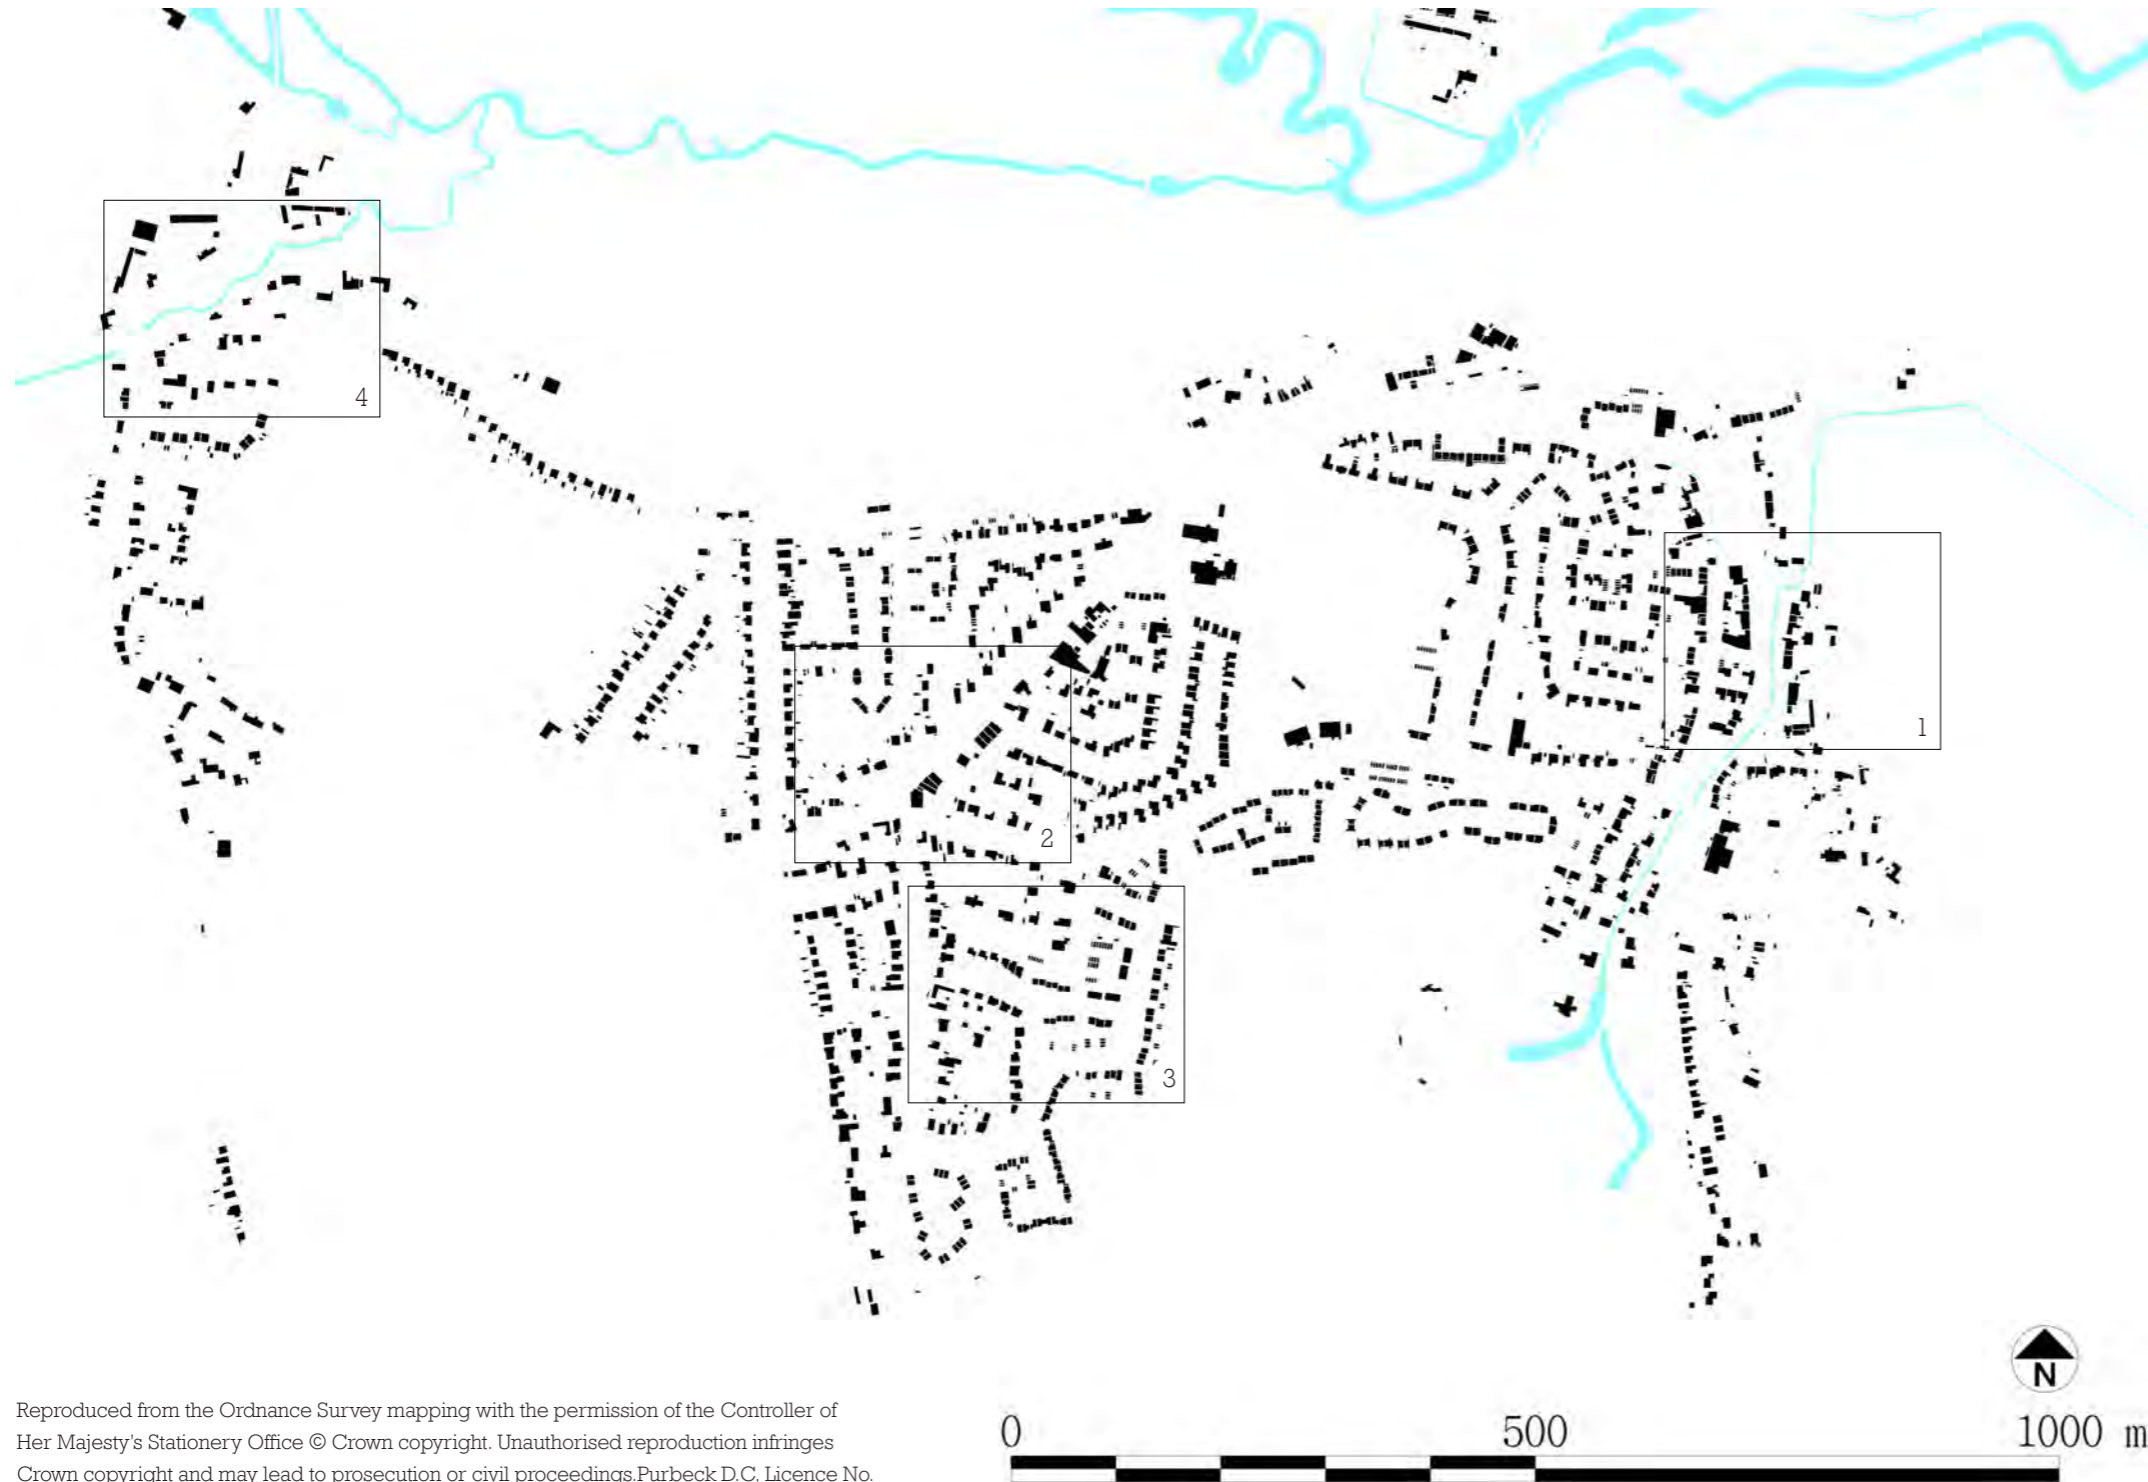 4
1
2
3
N
0 500 1000 m
Reproduced from the Ordnance Survey mapping with the permission of the Controller of
Her Majesty's Stationery Office © Crown copyright. Unauthorised reproduction infringes
Crown copyright and may lead to prosecution or civil proceedings.Purbeck D.C. Licence No.